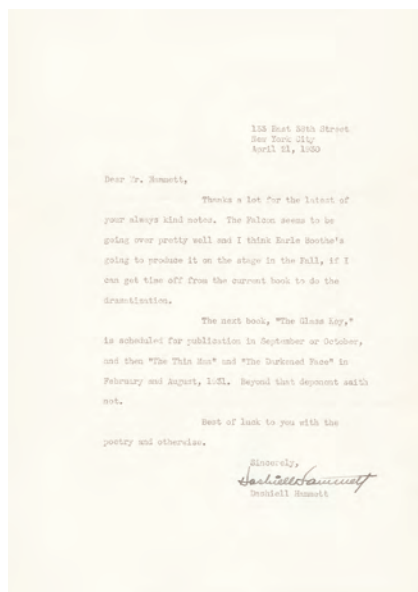 155 East 30th Street
New York City
April 21, 1930
Dear Mr. Hammett,
Thanks a lot for the latest of
your always kind notes. The Falcon seems to be
going over pretty well and I think Earle Boothe's
going to produce it on the stage in the Fall, if I
can get time off from the current book to do the
dramatization.
The next book, "The Glass Key,"
is scheduled for publication in September or October,
and then "The Thin Man" and "The Darkened Face" in
February and August, 1931. Beyond that deponent saith
not.
Best of luck to you with the
poetry and otherwise.
Sincerely,
Dashiell Hammett
Dashiell Hammett